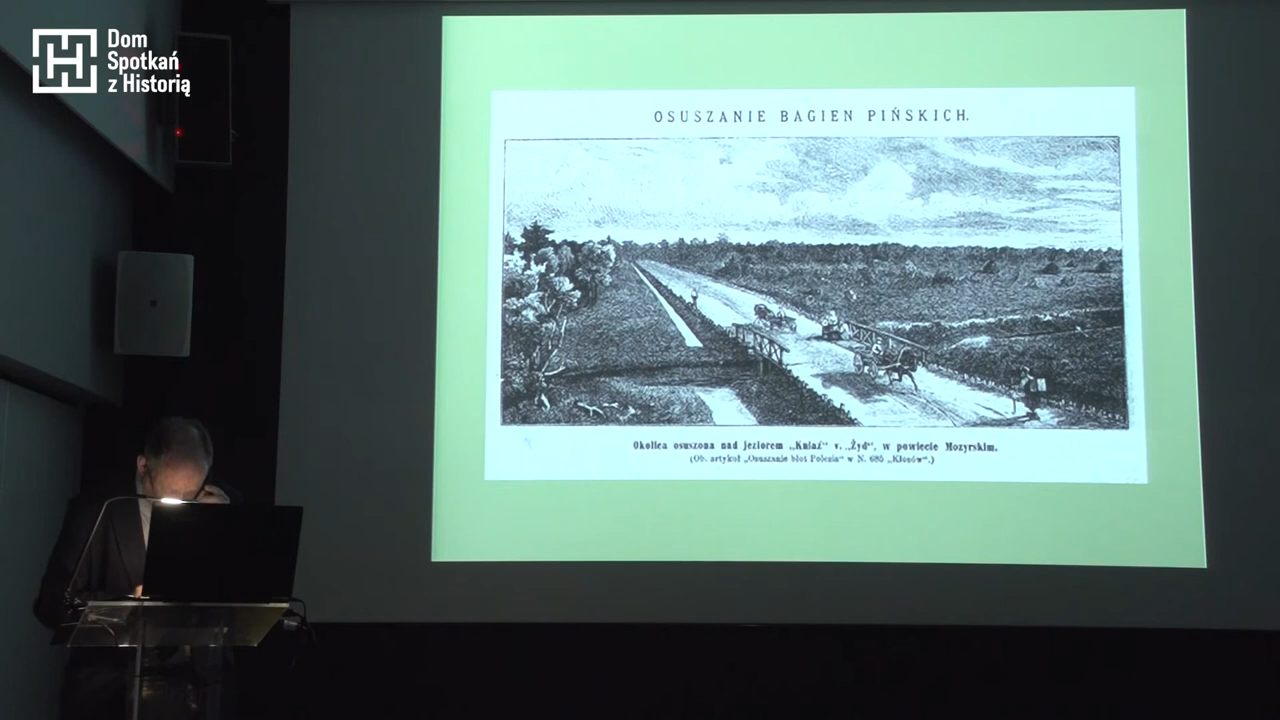 Dom
Spotkań
z Historią
OSUSZANIE BAGIEN PIŃSKICH.
Okolica osuszona nad jeziorem „Kniaź“ v. „Żyd“, w powiecie Mozyrskim.
(Ob. artykuł „Osuszanie błot Polesia“ w N. 685 „Kłosów“.)